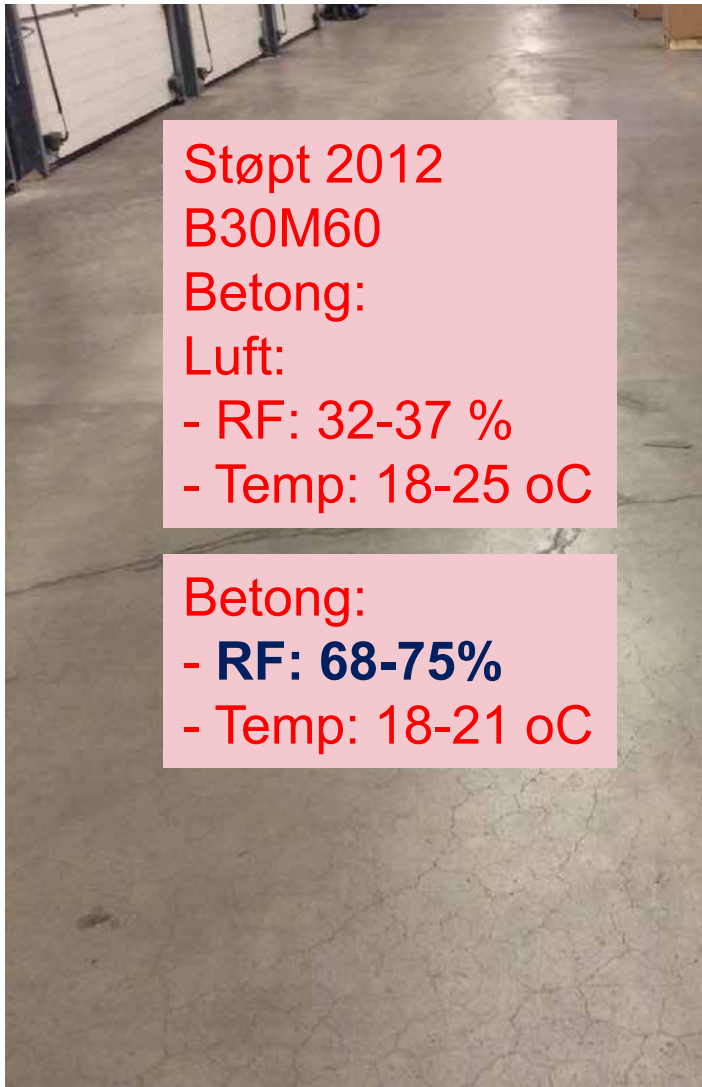 Støpt 2012
B30M60
Betong:
Luft:
- RF: 32-37 %
- Temp: 18-25 oC
Betong:
- RF: 68-75%
- Temp: 18-21 oC